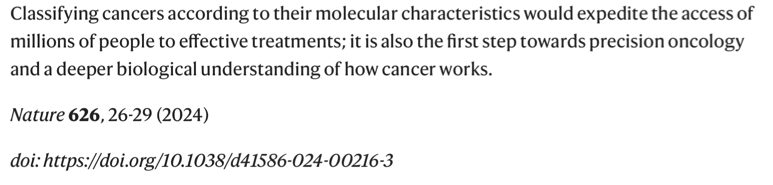 Classifying cancers according to their molecular characteristics would expedite the access of
millions of people to effective treatments; it is also the first step towards precision oncology
and a deeper biological understanding of how cancer works.
Nature 626, 26-29 (2024)
doi: https://doi.org/10.1038/d41586-024-00216-3